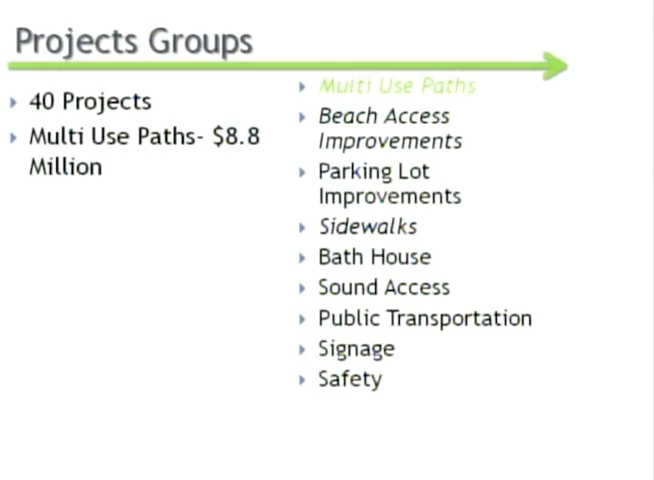 Projects Groups
40 Projects
Multi Use Paths- $8.8
Million
Multi Use Paths
Beach Access
Improvements
Parking Lot
Improvements
Sidewalks
Bath House
Sound Access
Public Transportation
Signage
Safety